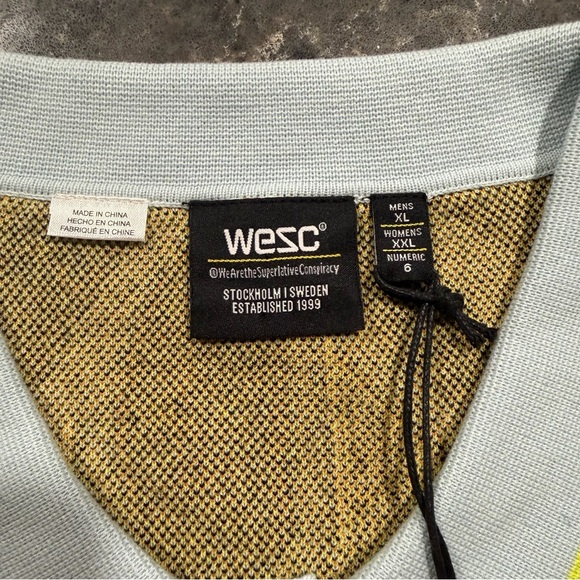 MADE IN CHINA
HECHO EN CHINA
FABRIQUÉ EN CHINE
wesc®
@WeAretheSuperlativeConspiracy
STOCKHOLM | SWEDEN
ESTABLISHED 1999
MENS
XL
WOMENS
XXL
NUMERIC
6